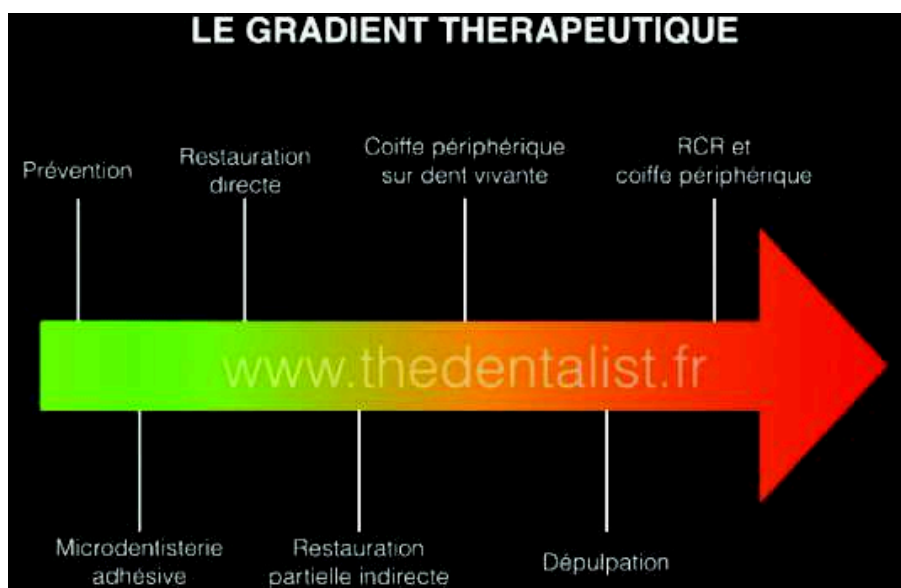 LE GRADIENT THERAPEUTIQUE
Prévention
Restauration
directe
Coiffe périphérique
sur dent vivante
RCR et
coiffe périphérique
www.thedentalist.fr
Microdentisterie
adhésive
Restauration
partielle indirecte
Dépulpation